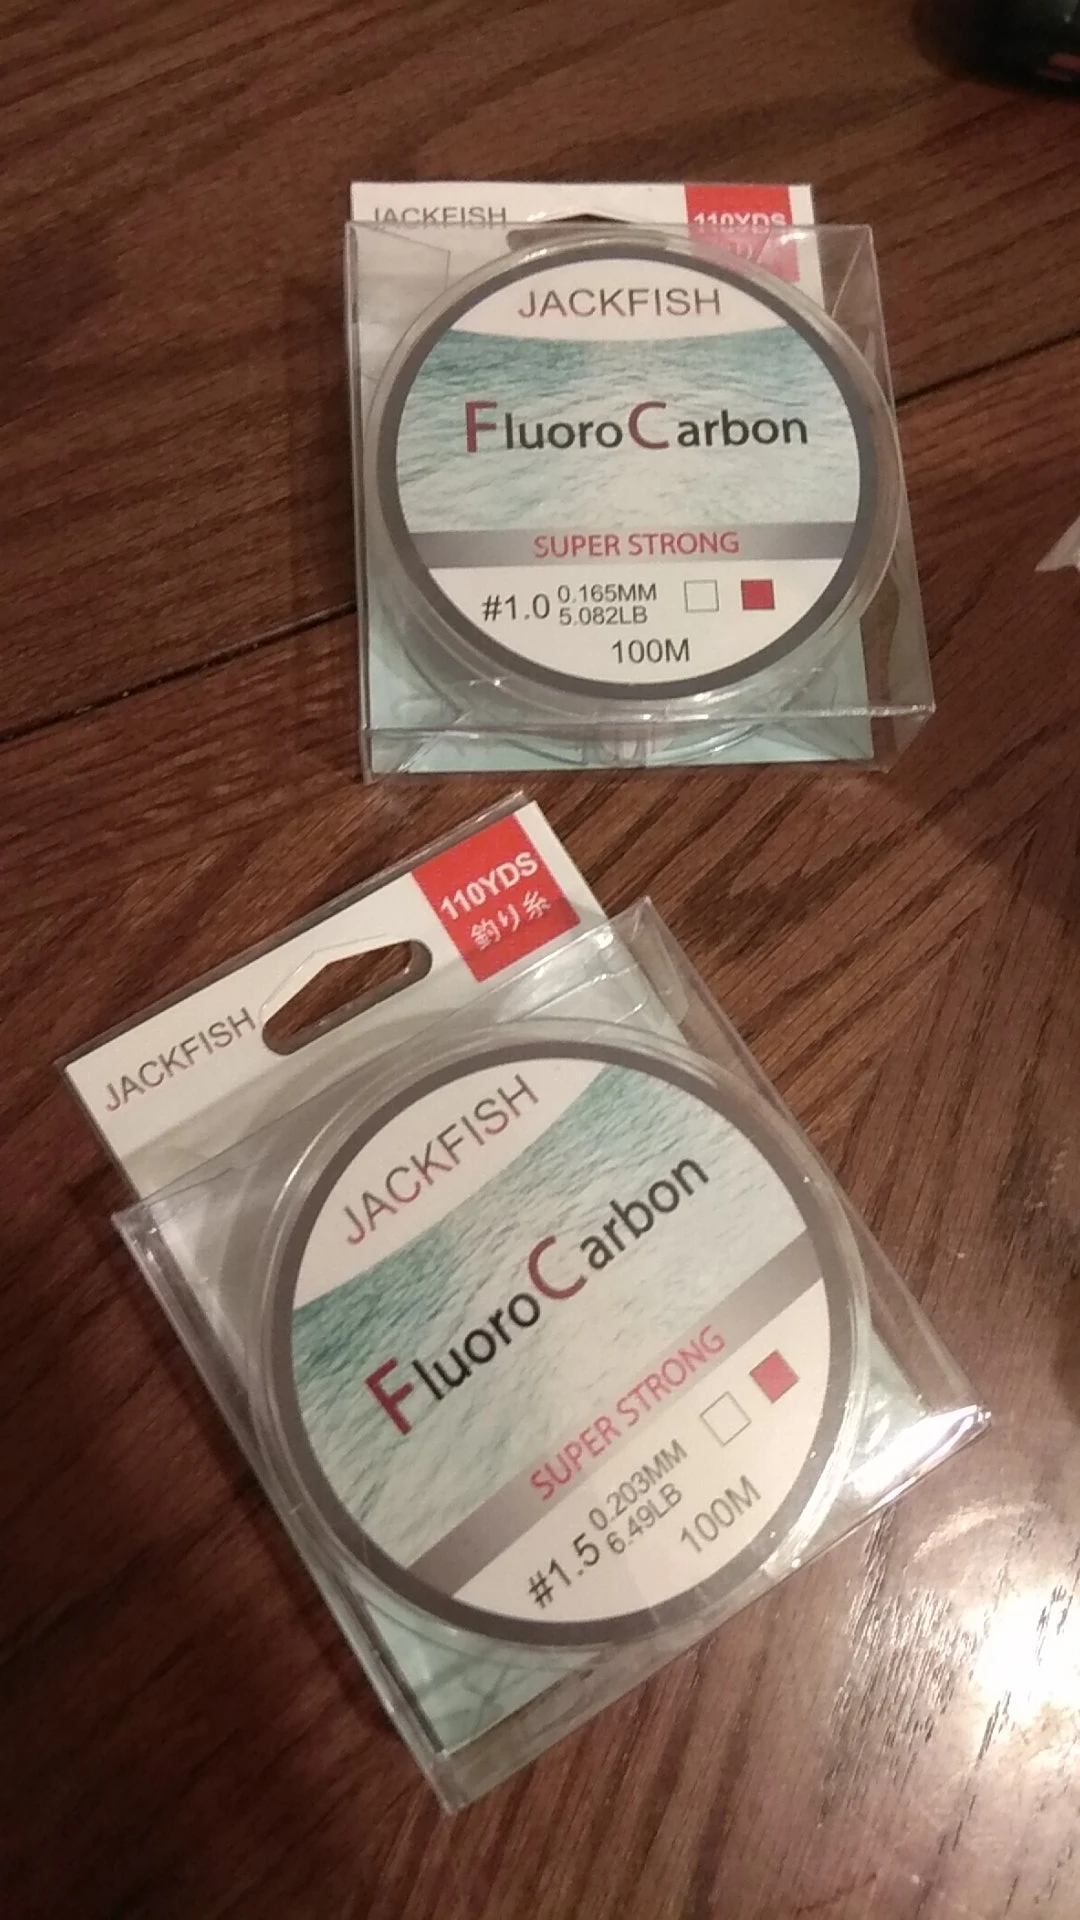 JACKFISH
110YDS
JACKFISH
FluoroCarbon
SUPER STRONG
#1.0 0.165MM
5.082LB
100M
110YDS
釣り糸
JACKFISH
JACKFISH
FluoroCarbon
SUPER STRONG
#1.5 0.203MM
6.49LB
100M